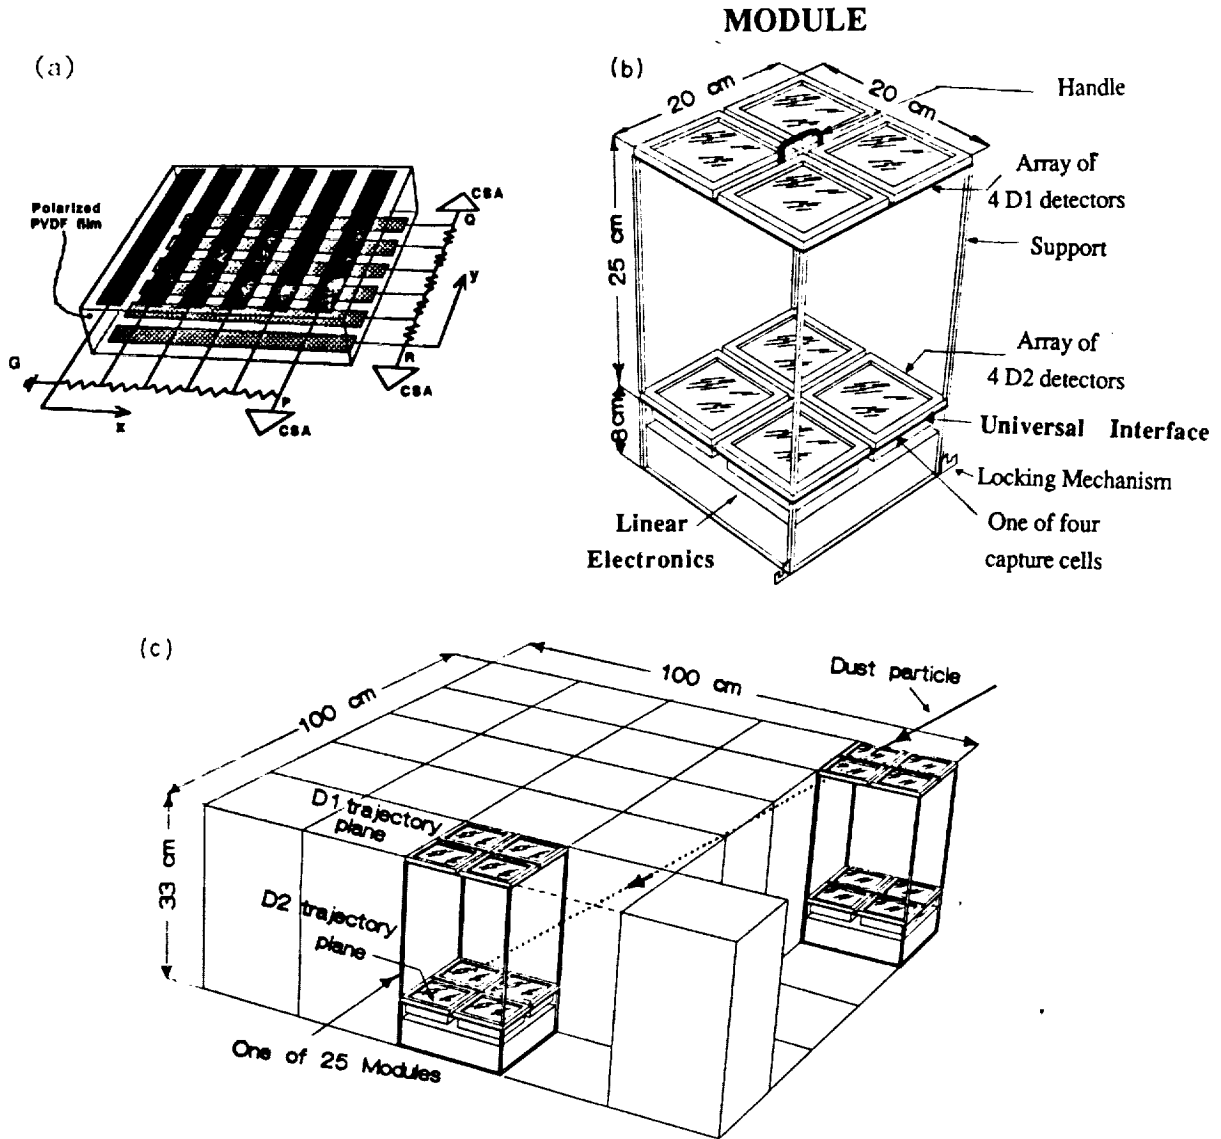 MODULE
(a)
Polarized
PVDF film
CSA
Q
y
R
CSA
G
x
P
CSA
(b)
20 cm
20 cm
Handle
Array of
4 D1 detectors
Support
25 cm
Array of
4 D2 detectors
8cm
Universal Interface
Locking Mechanism
One of four
capture cells
Linear
Electronics
(c)
100 cm
100 cm
Dust particle
33 cm
D1 trajectory
plane
D2 trajectory
plane
One of 25 Modules